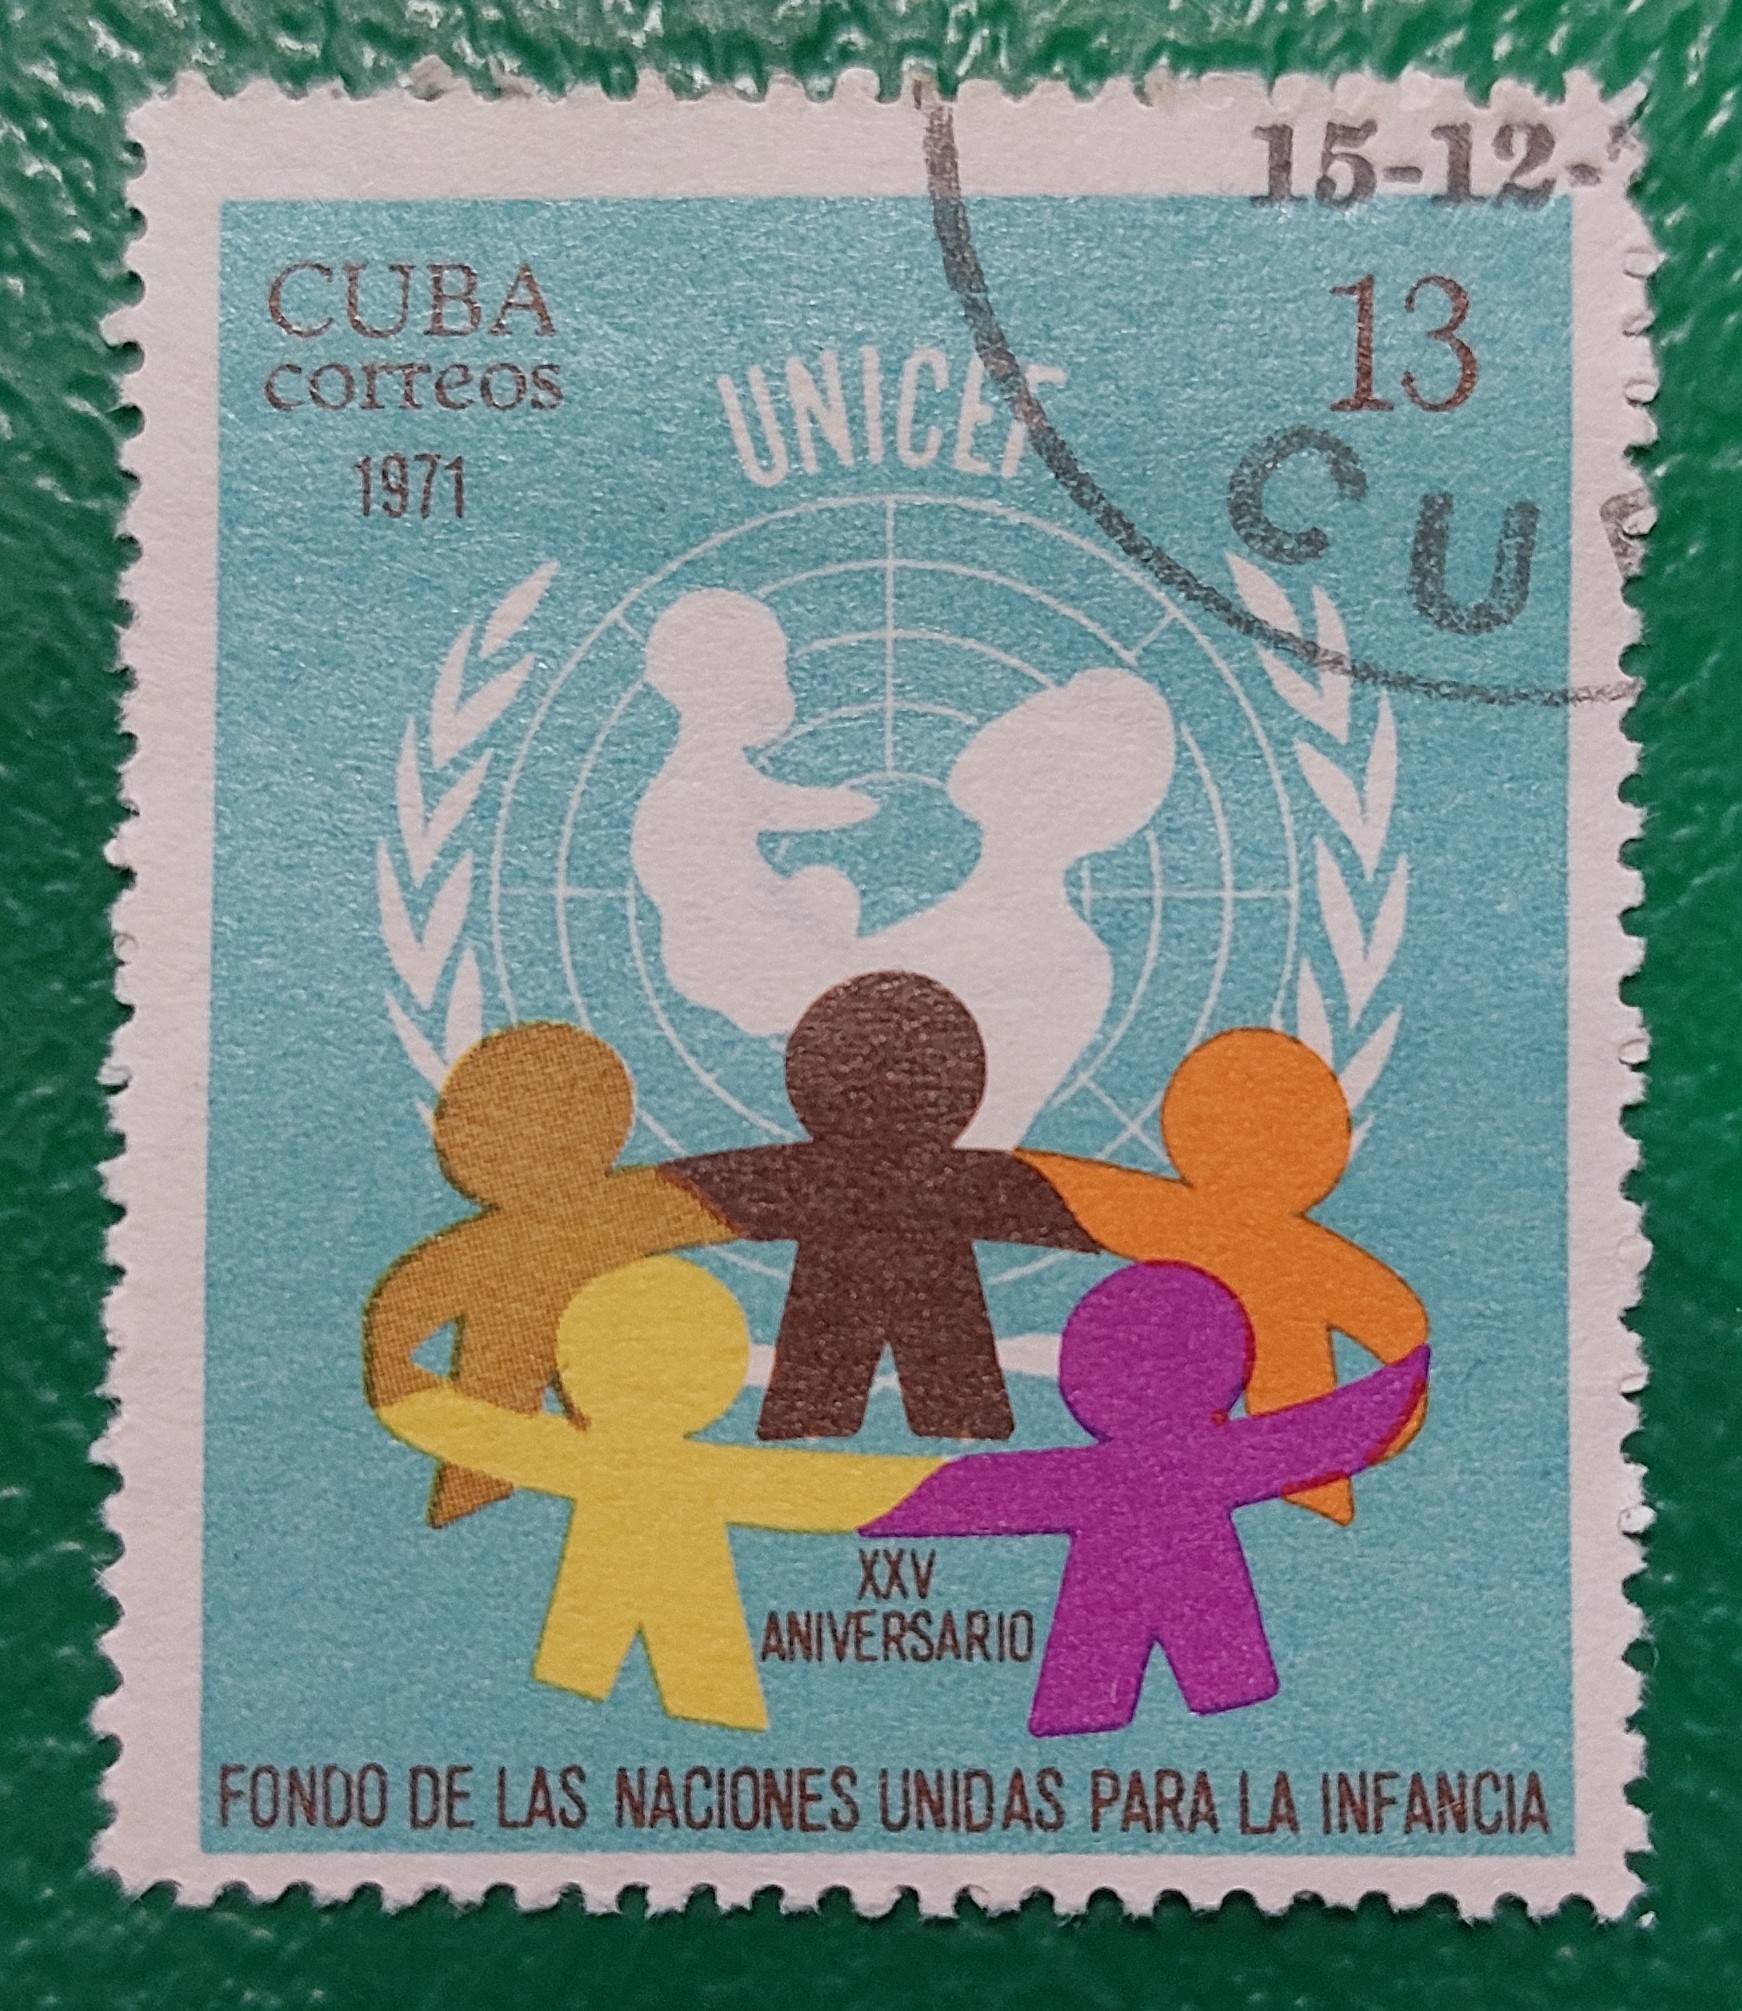 15-12-
CUBA
correos
1971
13
UNICEF
CU
XXV
ANIVERSARIO
FONDO DE LAS NACIONES UNIDAS PARA LA INFANCIA